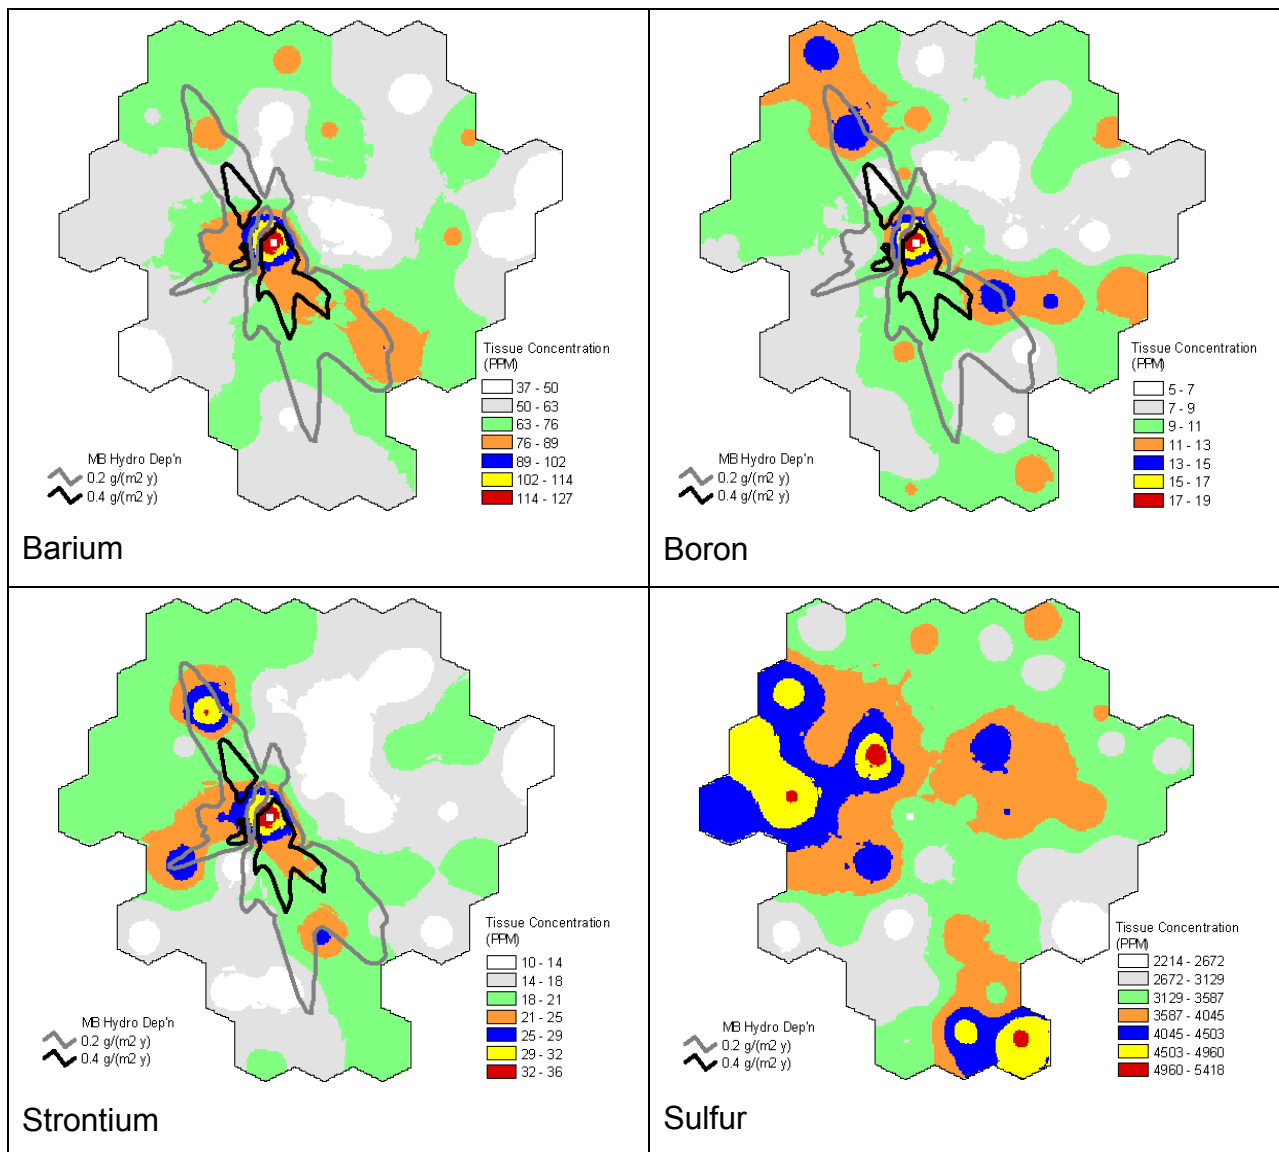 Tissue Concentration
(PPM)
37 - 50
50 - 63
63 - 76
76 - 89
89 - 102
102 - 114
114 - 127
MB Hydro Dep'n
0.2 g/(m2 y)
0.4 g/(m2 y)
Barium
Tissue Concentration
(PPM)
5 - 7
7 - 9
9 - 11
11 - 13
13 - 15
15 - 17
17 - 19
MB Hydro Dep'n
0.2 g/(m2 y)
0.4 g/(m2 y)
Boron
Tissue Concentration
(PPM)
10 - 14
14 - 18
18 - 21
21 - 25
25 - 29
29 - 32
32 - 36
MB Hydro Dep'n
0.2 g/(m2 y)
0.4 g/(m2 y)
Strontium
Tissue Concentration
(PPM)
2214 - 2672
2672 - 3129
3129 - 3587
3587 - 4045
4045 - 4503
4503 - 4960
4960 - 5418
MB Hydro Dep'n
0.2 g/(m2 y)
0.4 g/(m2 y)
Sulfur